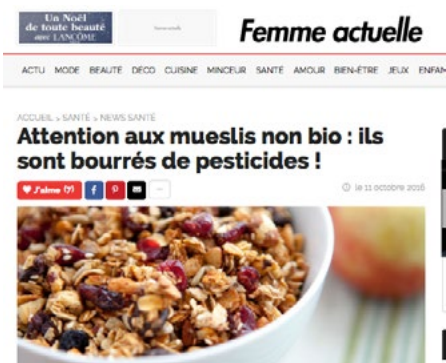 Un Noël
de toute beauté
avec LANCÔME
Femme actuelle
ACTU MODE BEAUTÉ DÉCO CUISINE MINCEUR SANTÉ AMOUR BIEN-ÊTRE JEUX ENFAN
ACCUEIL > SANTÉ > NEWS SANTÉ
Attention aux mueslis non bio : ils
sont bourrés de pesticides !
J'aime
le 11 octobre 2016